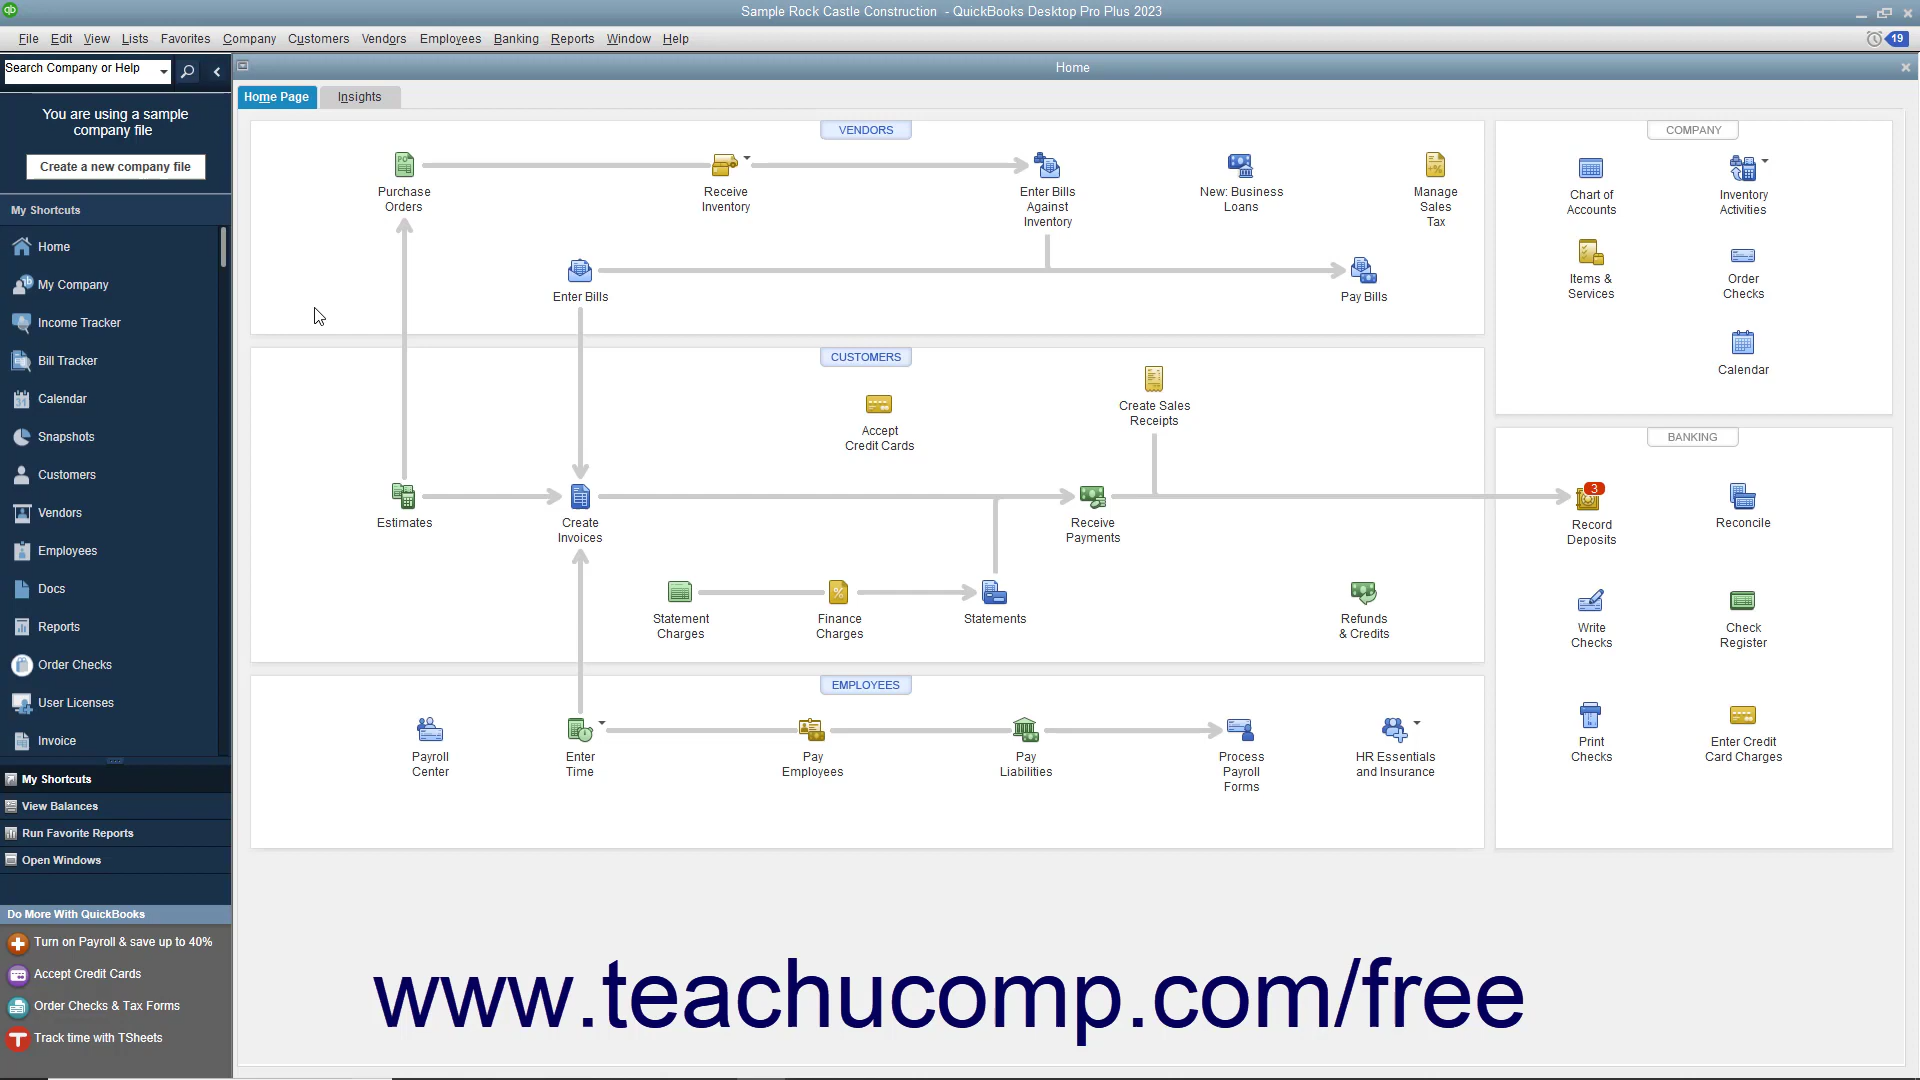 qb
Sample Rock Castle Construction - QuickBooks Desktop Pro Plus 2023
File Edit View Lists Favorites Company Customers Vendors Employees Banking Reports Window Help
19
Search Company or Help
Home
You are using a sample
company file
Create a new company file
My Shortcuts
Home
My Company
Income Tracker
Bill Tracker
Calendar
Snapshots
Customers
Vendors
Employees
Docs
Reports
Order Checks
User Licenses
Invoice
My Shortcuts
View Balances
Run Favorite Reports
Open Windows
Do More With QuickBooks
Turn on Payroll & save up to 40%
Accept Credit Cards
Order Checks & Tax Forms
Track time with TSheets
Home Page
Insights
VENDORS
Purchase
Orders
Receive
Inventory
Enter Bills
Against
Inventory
New: Business
Loans
Manage
Sales
Tax
Enter Bills
Pay Bills
CUSTOMERS
Create Sales
Receipts
Accept
Credit Cards
Estimates
Create
Invoices
Receive
Payments
Statement
Charges
Finance
Charges
Statements
Refunds
& Credits
EMPLOYEES
Payroll
Center
Enter
Time
Pay
Employees
Pay
Liabilities
Process
Payroll
Forms
HR Essentials
and Insurance
COMPANY
Chart of
Accounts
Inventory
Activities
Items &
Services
Order
Checks
Calendar
BANKING
3
Record
Deposits
Reconcile
Write
Checks
Check
Register
Print
Checks
Enter Credit
Card Charges
www.teachucomp.com/free